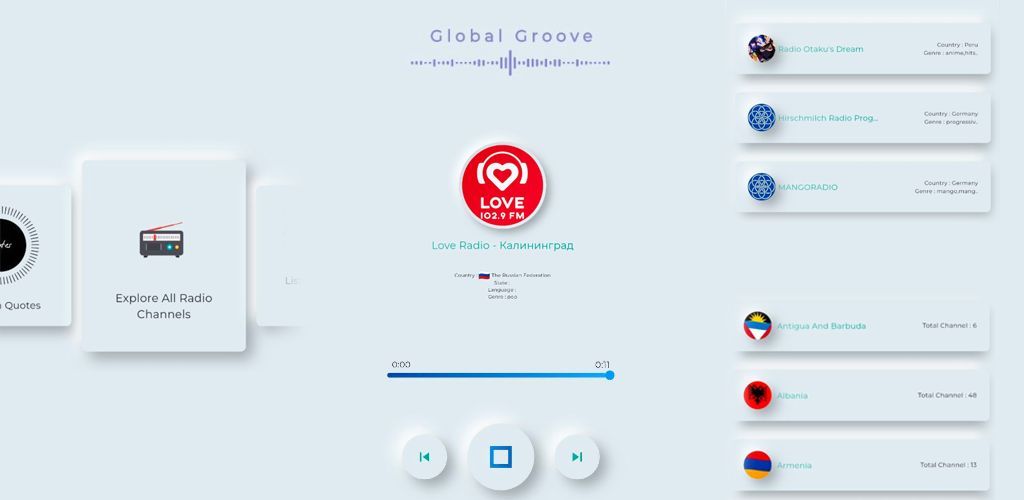 Global Groove
Quotes
Explore All Radio
Channels
LOVE
102.9 FM
Love Radio - Калининград
Country : The Russian Federation
State :
Language :
Genre : pop
0:00
0:11
Radio Otaku's Dream
Country : Peru
Genre : anime,hits..
Hirschmilch Radio Prog...
Country : Germany
Genre : progressiv..
MANGORADIO
Country : Germany
Genre : mango,mang..
Antigua And Barbuda
Total Channel : 6
Albania
Total Channel : 48
Armenia
Total Channel : 13